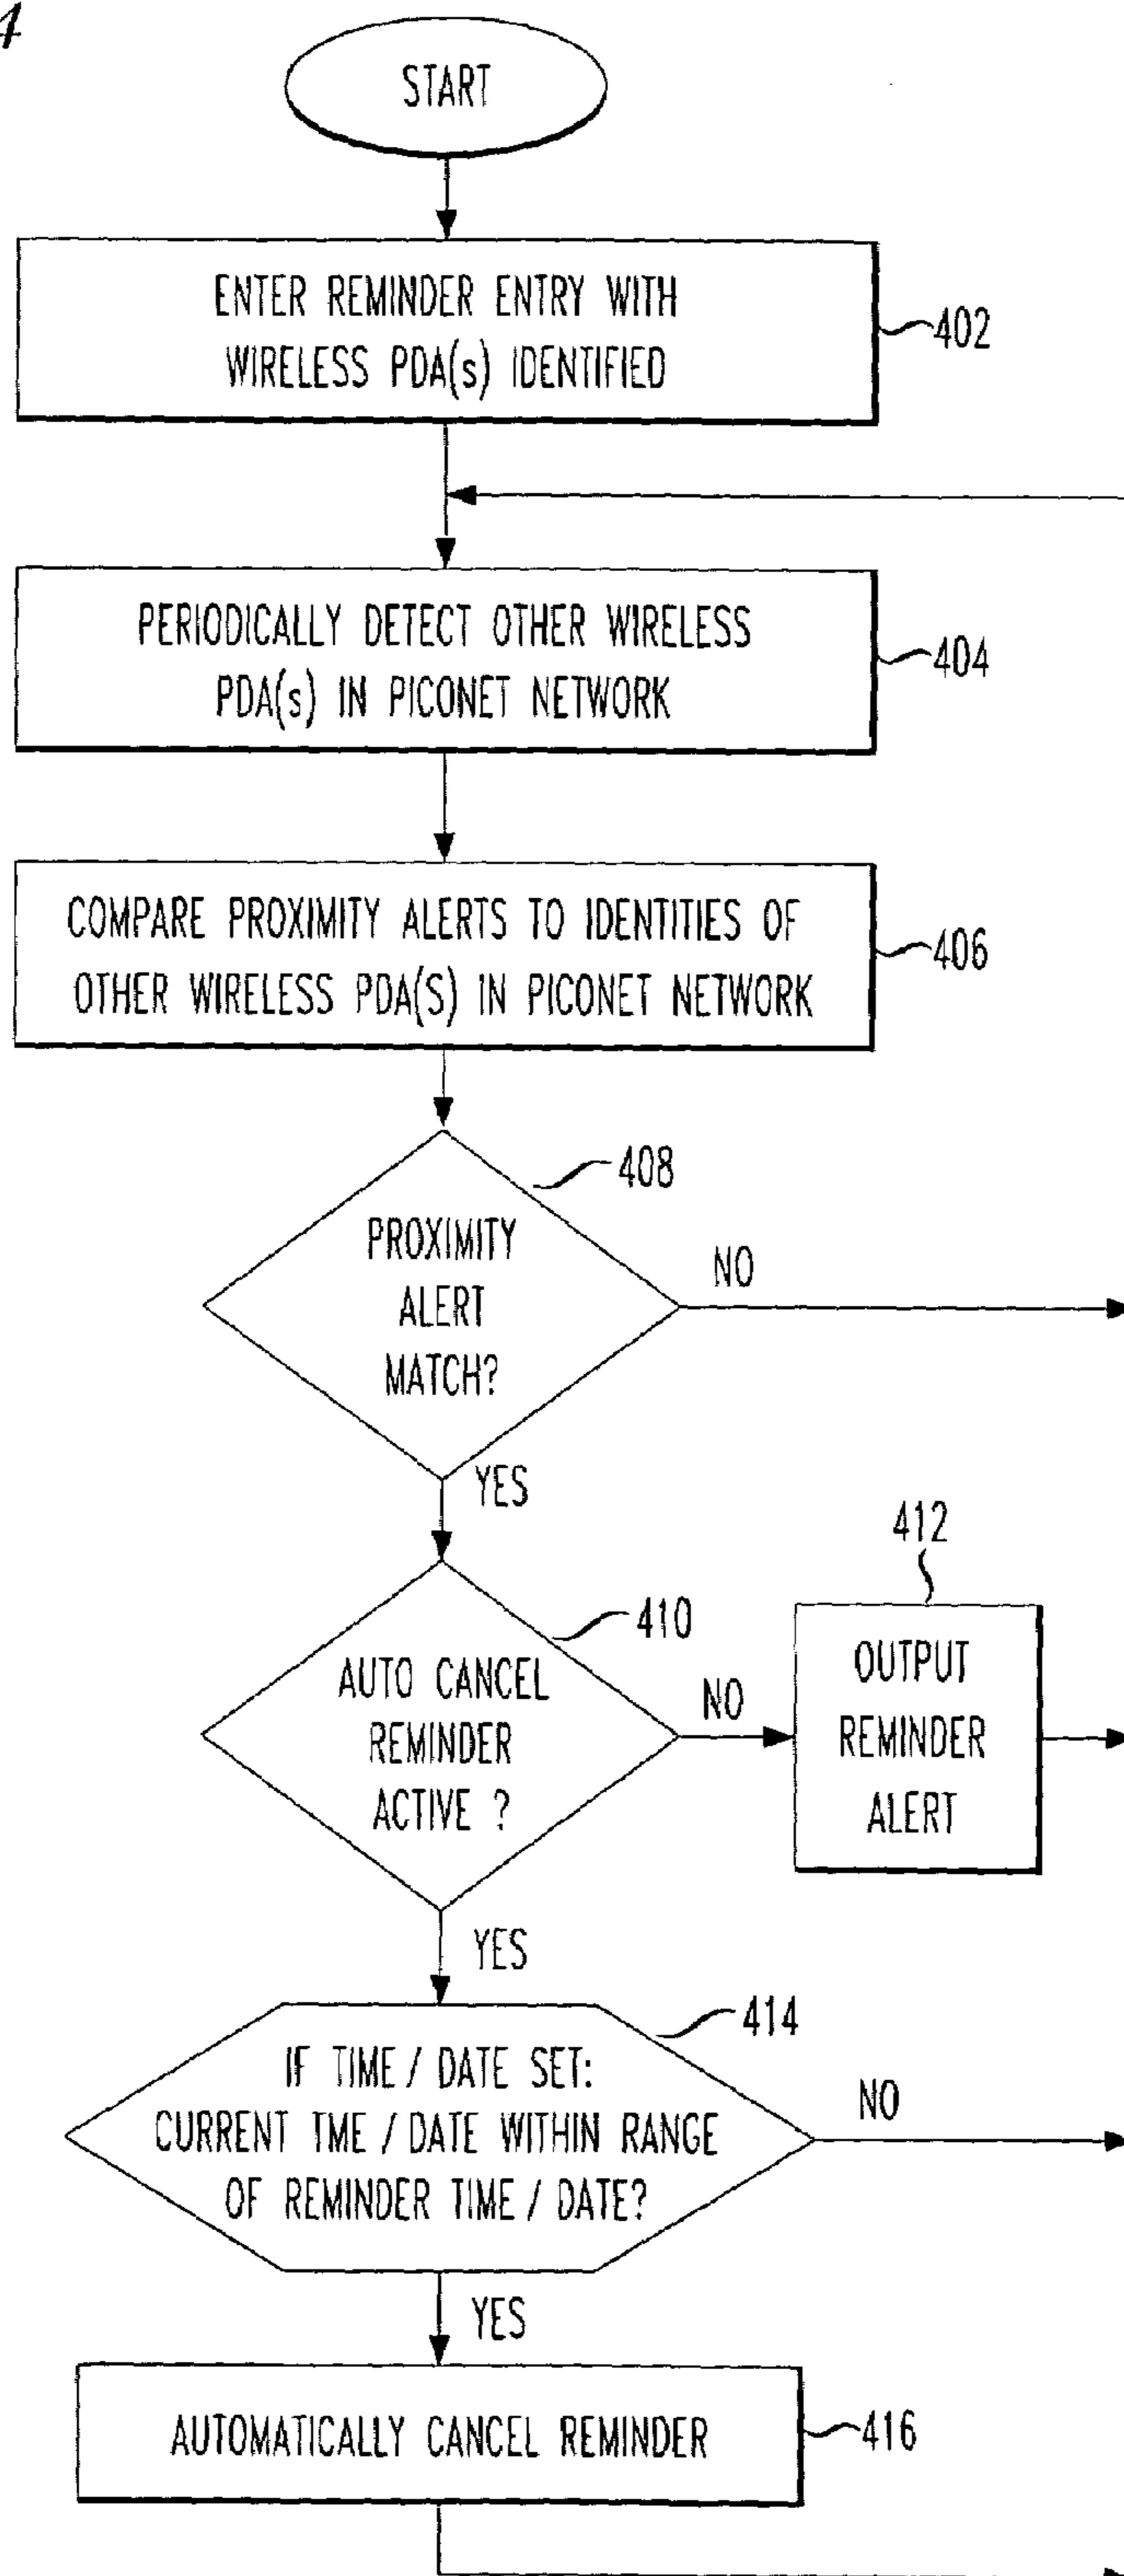 4
START
ENTER REMINDER ENTRY WITH
WIRELESS PDA(s) IDENTIFIED
402
PERIODICALLY DETECT OTHER WIRELESS
PDA(s) IN PICONET NETWORK
404
COMPARE PROXIMITY ALERTS TO IDENTITIES OF
OTHER WIRELESS PDA(S) IN PICONET NETWORK
406
408
PROXIMITY
ALERT
MATCH?
NO
YES
412
410
AUTO CANCEL
REMINDER
ACTIVE ?
NO
OUTPUT
REMINDER
ALERT
YES
414
IF TIME / DATE SET:
CURRENT TME / DATE WITHIN RANGE
OF REMINDER TIME / DATE?
NO
YES
AUTOMATICALLY CANCEL REMINDER
416